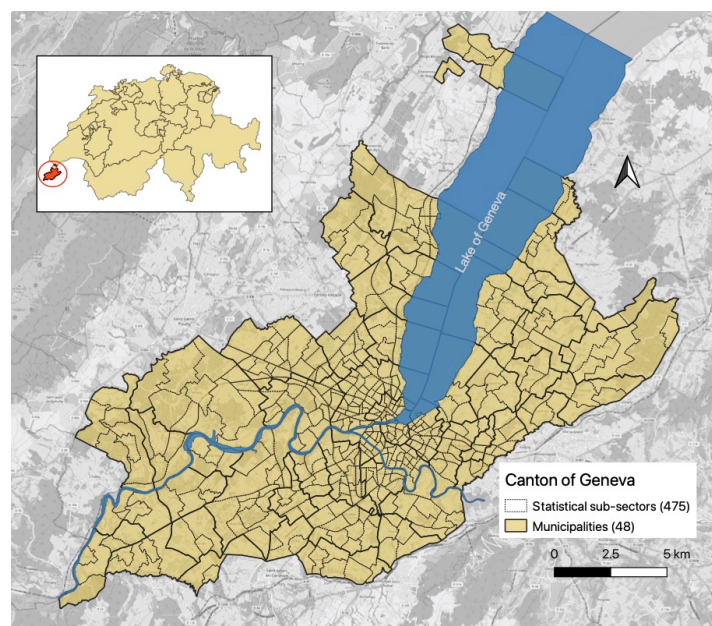 Lake of Geneva
Canton of Geneva
Statistical sub-sectors (475)
Municipalities (48)
0 2.5 5 km